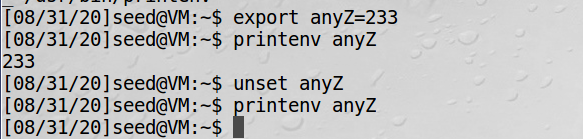 [08/31/20]seed@VM:~$ export anyZ=233
[08/31/20]seed@VM:~$ printenv anyZ
233
[08/31/20]seed@VM:~$ unset anyZ
[08/31/20]seed@VM:~$ printenv anyZ
[08/31/20]seed@VM:~$